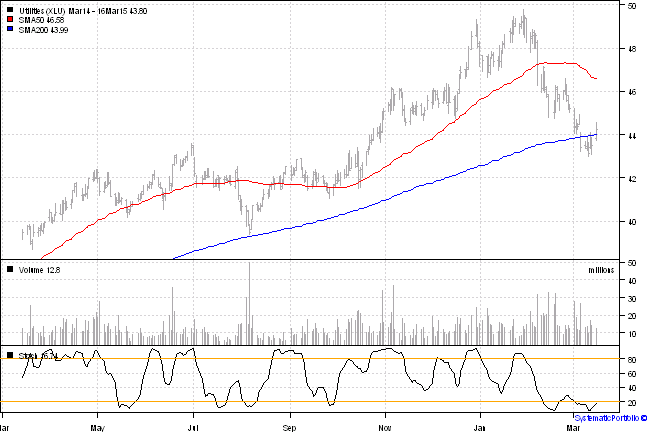 Utilities (XLU) Mar14 - 16Mar15 43.80
SMA50 46.58
SMA200 43.99
50
48
46
44
42
40
Volume 12.8
millions
50
40
30
20
10
80
60
40
20
Mar May Jul Sep Nov Jan Mar
SystematicPortfolio ©